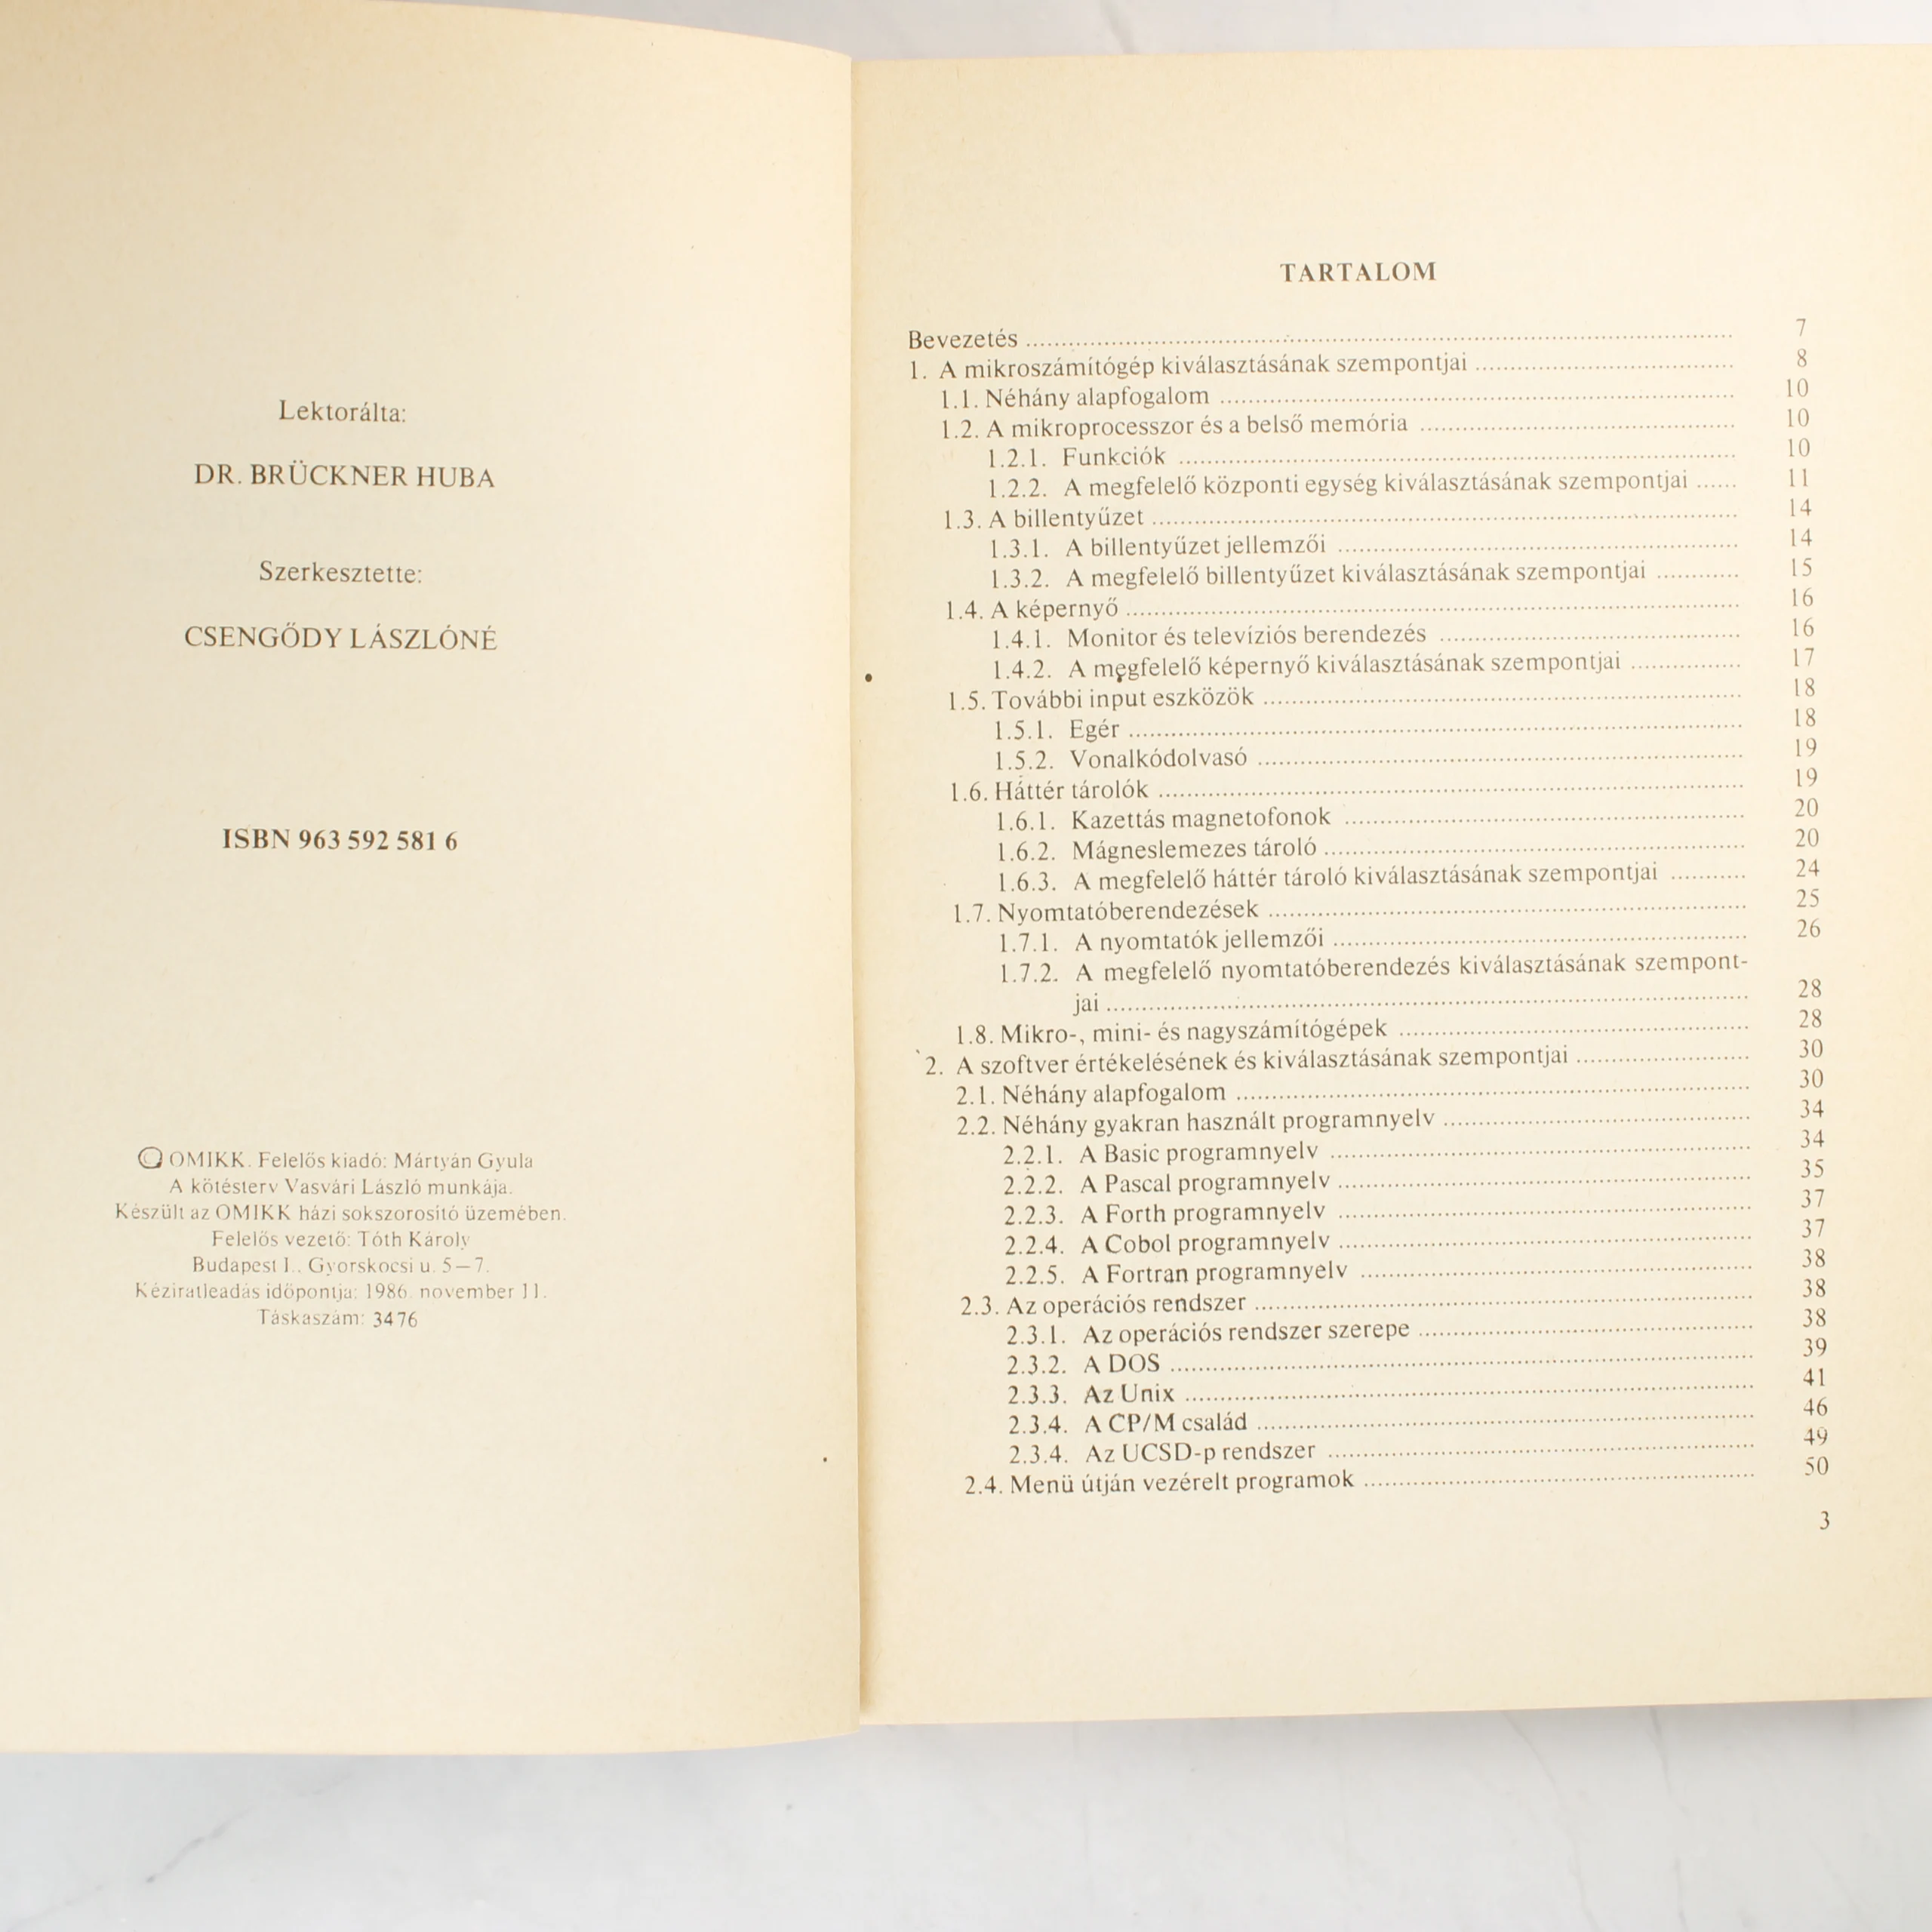 Lektorálta:
DR. BRÜCKNER HUBA
Szerkesztette:
CSENGŐDY LÁSZLÓNÉ
ISBN 963 592 581 6
© OMIKK. Felelős kiadó: Mártyán Gyula
A kötésterv Vasvári László munkája.
Készült az OMIKK házi sokszorosító üzemében.
Felelős vezető: Tóth Károly
Budapest I., Gyorskocsi u. 5—7.
Kéziratleadás időpontja: 1986. november 11.
Táskaszám: 3476
TARTALOM
Bevezetés 7
1. A mikroszámítógép kiválasztásának szempontjai 8
1.1. Néhány alapfogalom 10
1.2. A mikroprocesszor és a belső memória 10
1.2.1. Funkciók 10
1.2.2. A megfelelő központi egység kiválasztásának szempontjai 11
1.3. A billentyűzet 14
1.3.1. A billentyűzet jellemzői 14
1.3.2. A megfelelő billentyűzet kiválasztásának szempontjai 15
1.4. A képernyő 16
1.4.1. Monitor és televíziós berendezés 16
1.4.2. A megfelelő képernyő kiválasztásának szempontjai 17
1.5. További input eszközök 18
1.5.1. Egér 18
1.5.2. Vonalkódolvasó 19
1.6. Háttér tárolók 19
1.6.1. Kazettás magnetofonok 20
1.6.2. Mágneslemezes tároló 20
1.6.3. A megfelelő háttér tároló kiválasztásának szempontjai 24
1.7. Nyomtatóberendezések 25
1.7.1. A nyomtatók jellemzői 26
1.7.2. A megfelelő nyomtatóberendezés kiválasztásának szempont-
jai 28
1.8. Mikro-, mini- és nagyszámítógépek 28
2. A szoftver értékelésének és kiválasztásának szempontjai 30
2.1. Néhány alapfogalom 30
2.2. Néhány gyakran használt programnyelv 34
2.2.1. A Basic programnyelv 34
2.2.2. A Pascal programnyelv 35
2.2.3. A Forth programnyelv 37
2.2.4. A Cobol programnyelv 37
2.2.5. A Fortran programnyelv 38
2.3. Az operációs rendszer 38
2.3.1. Az operációs rendszer szerepe 38
2.3.2. A DOS 39
2.3.3. Az Unix 41
2.3.4. A CP/M család 46
2.3.4. Az UCSD-p rendszer 49
2.4. Menü útján vezérelt programok 50
3